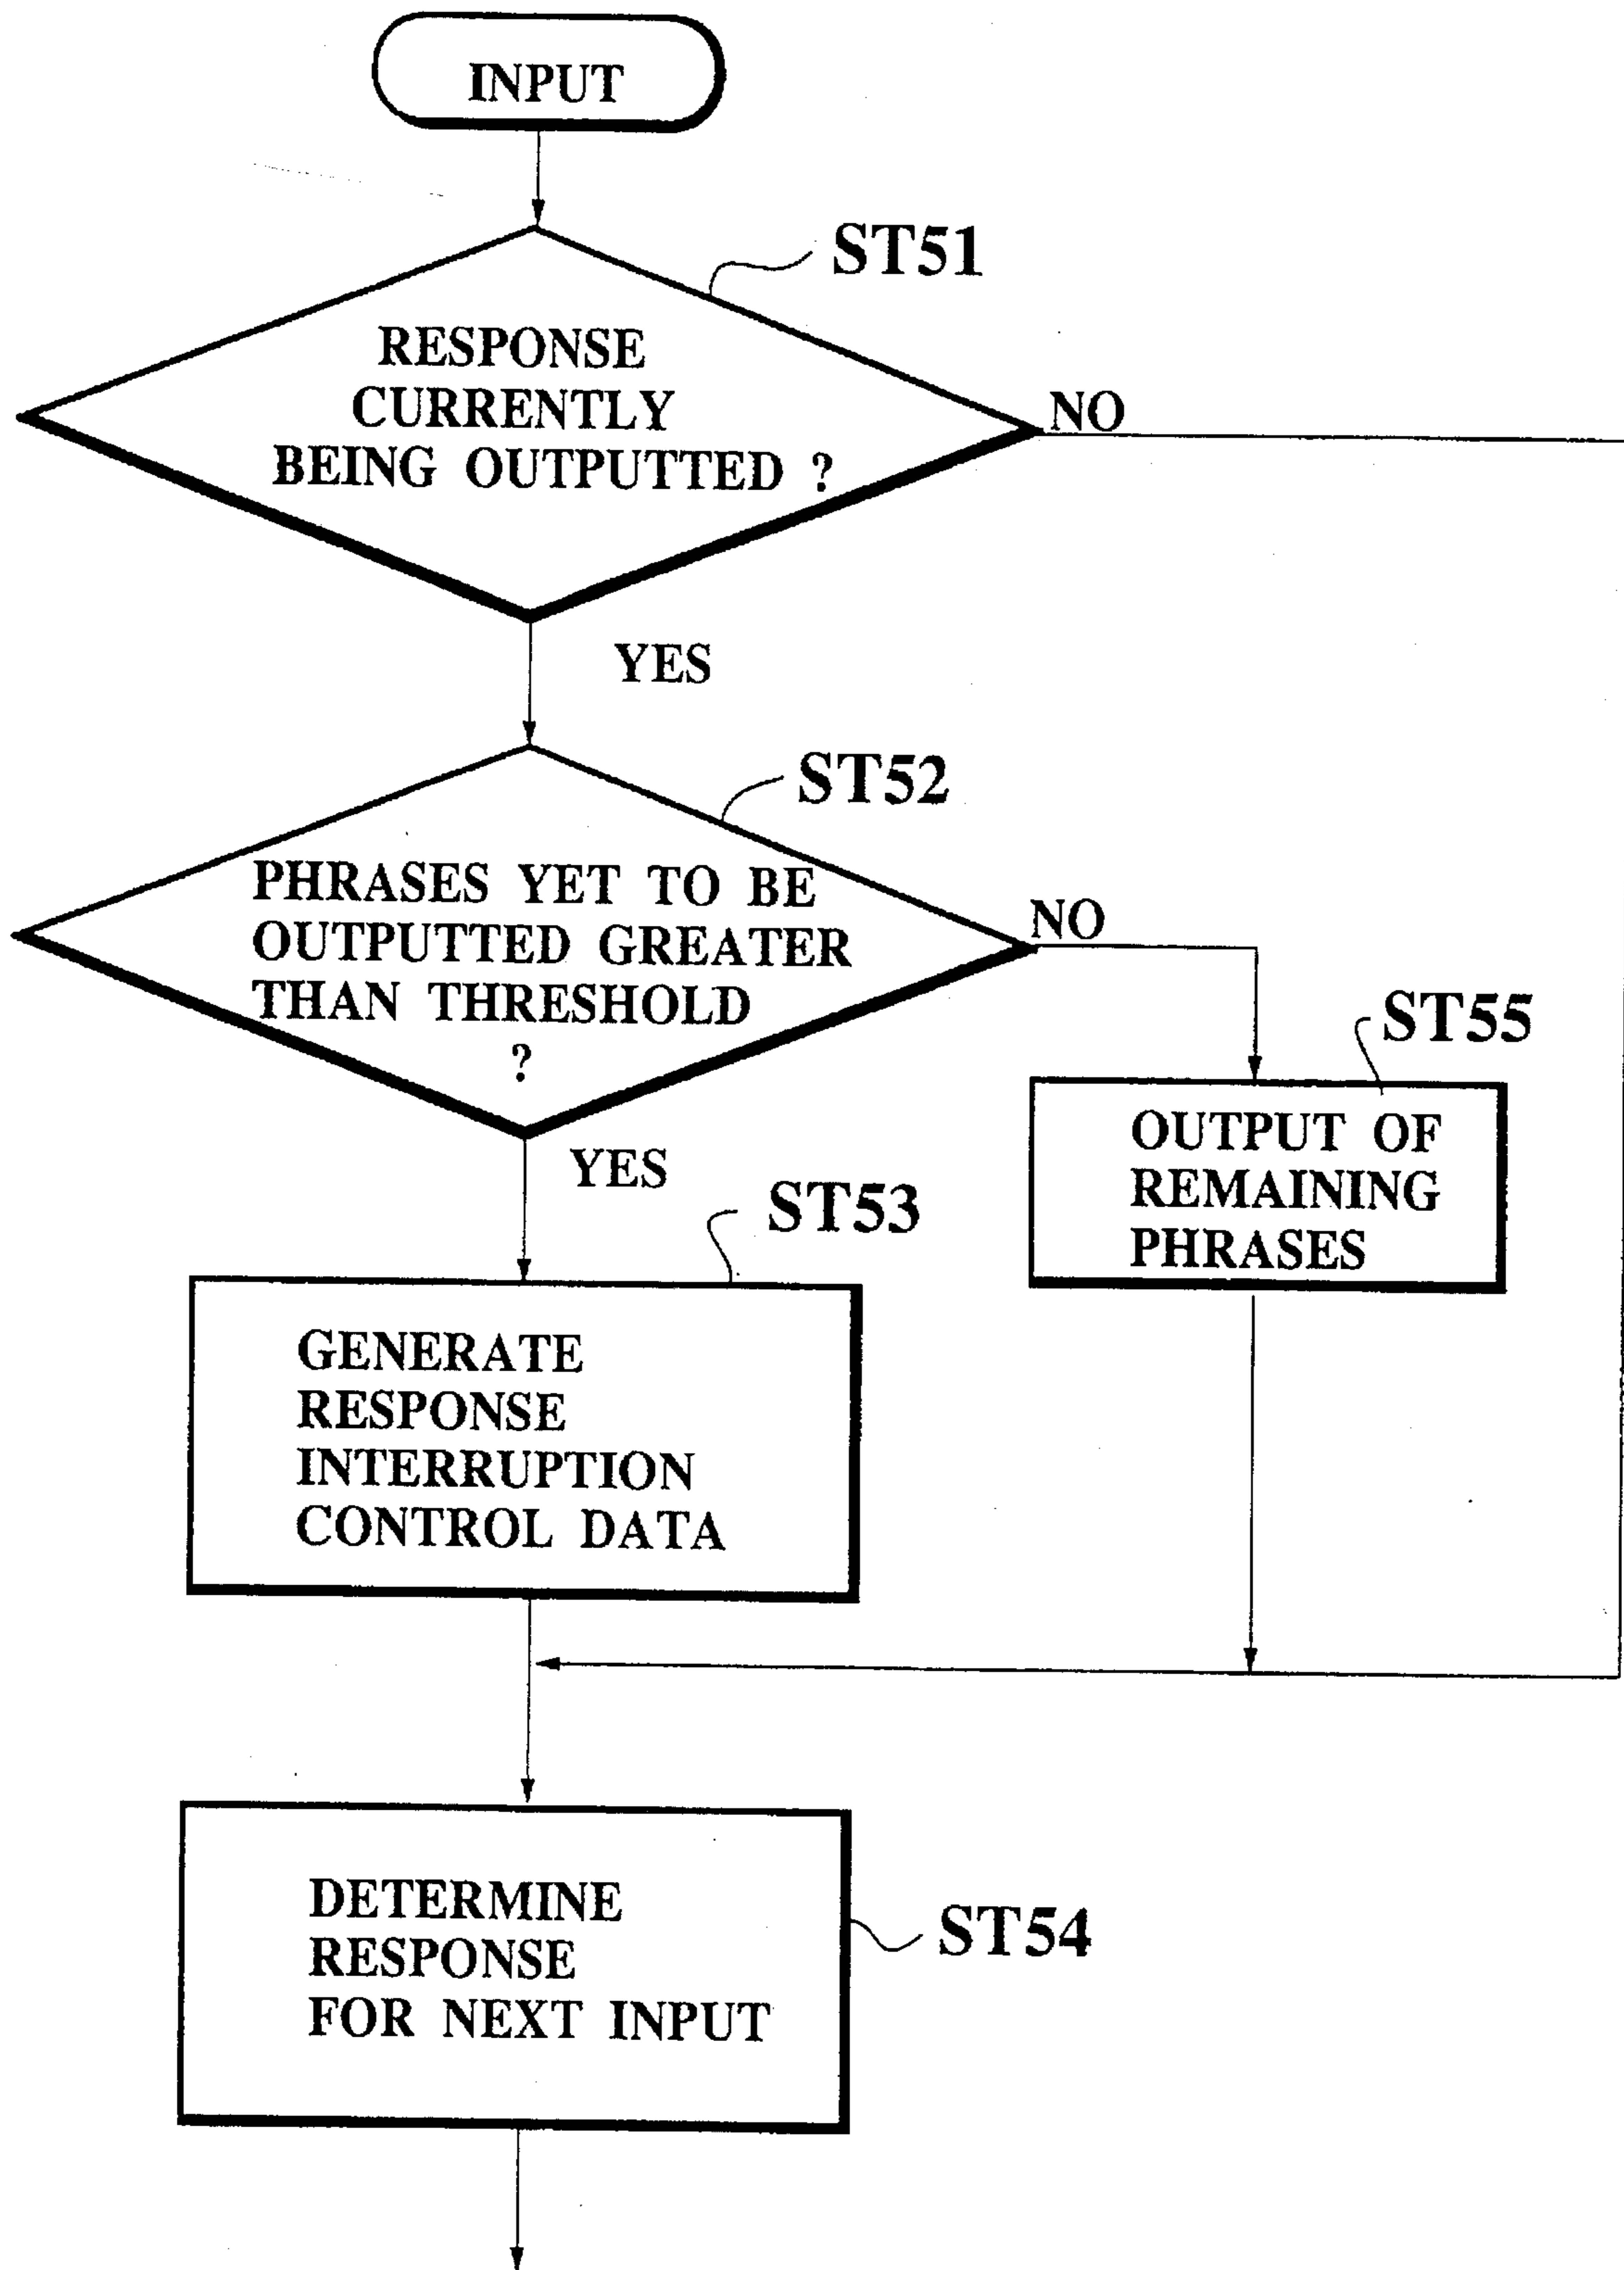 INPUT
ST51
RESPONSE
CURRENTLY
BEING OUTPUTTED ?
NO
YES
ST52
PHRASES YET TO BE
OUTPUTTED GREATER
THAN THRESHOLD
?
NO
YES
ST55
OUTPUT OF
REMAINING
PHRASES
ST53
GENERATE
RESPONSE
INTERRUPTION
CONTROL DATA
DETERMINE
RESPONSE
FOR NEXT INPUT
ST54